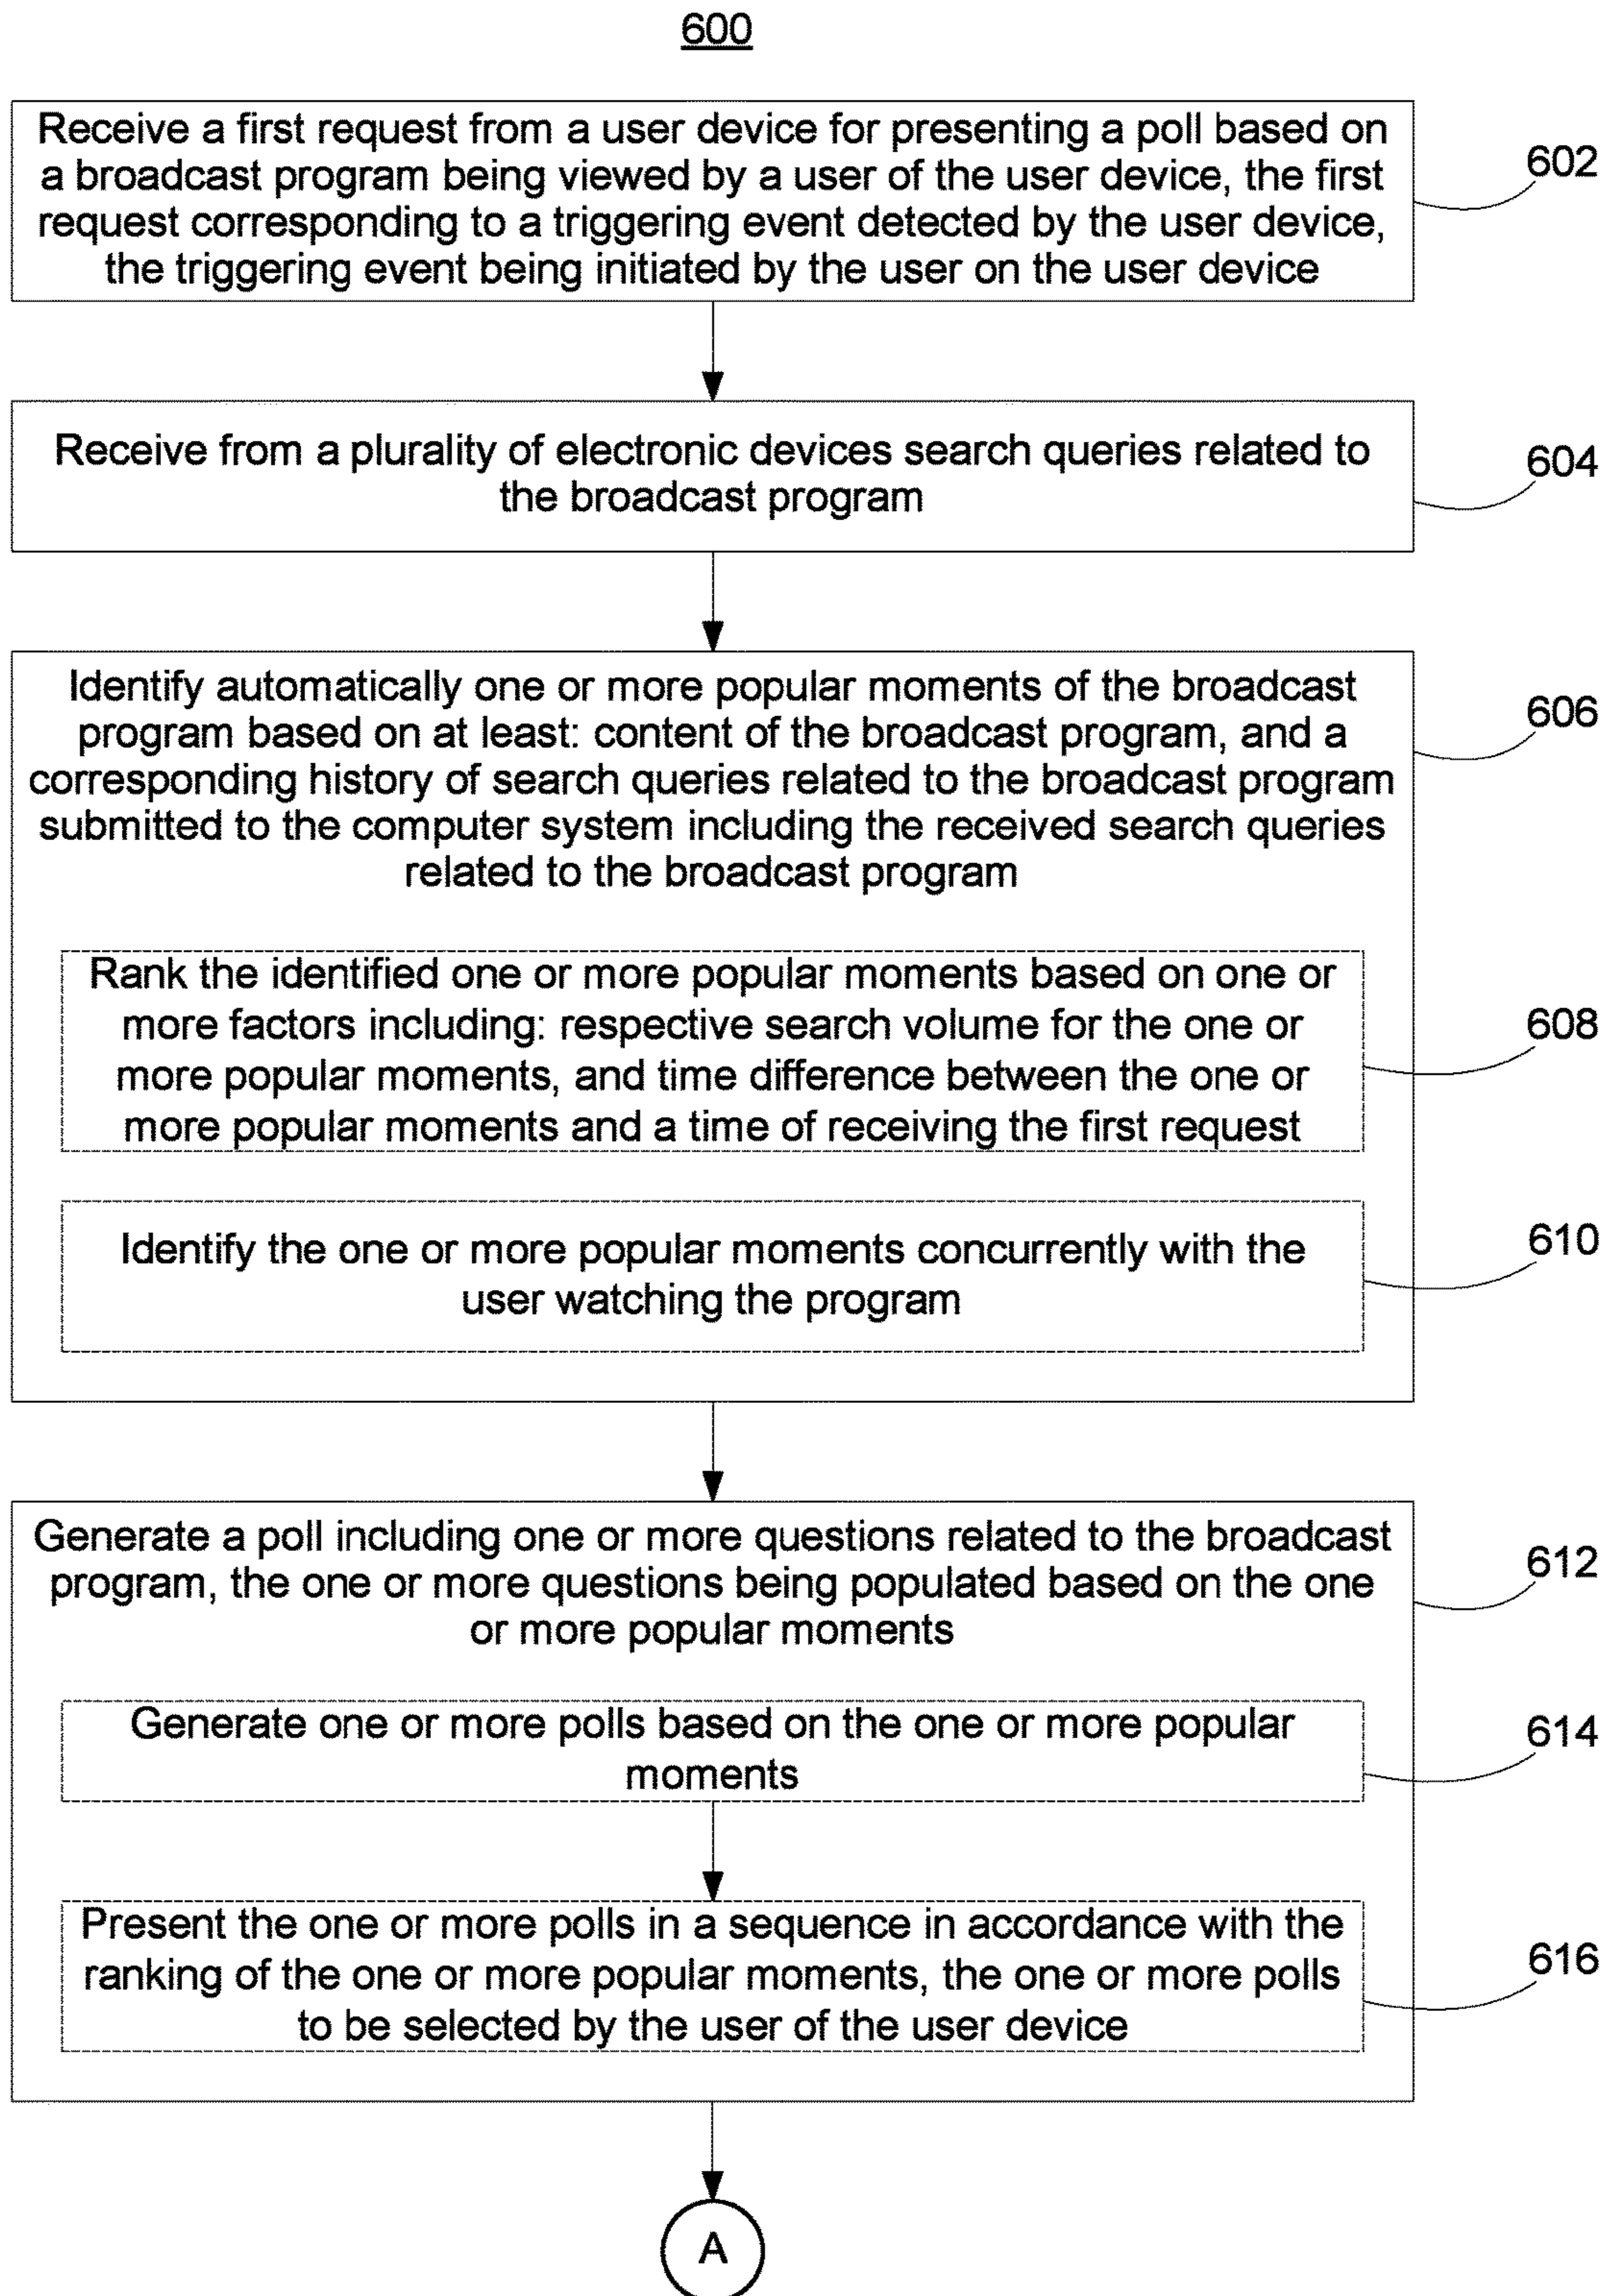 600
Receive a first request from a user device for presenting a poll based on
a broadcast program being viewed by a user of the user device, the first
request corresponding to a triggering event detected by the user device,
the triggering event being initiated by the user on the user device
602
Receive from a plurality of electronic devices search queries related to
the broadcast program
604
Identify automatically one or more popular moments of the broadcast
program based on at least: content of the broadcast program, and a
corresponding history of search queries related to the broadcast program
submitted to the computer system including the received search queries
related to the broadcast program
606
Rank the identified one or more popular moments based on one or
more factors including: respective search volume for the one or
more popular moments, and time difference between the one or
more popular moments and a time of receiving the first request
608
Identify the one or more popular moments concurrently with the
user watching the program
610
Generate a poll including one or more questions related to the broadcast
program, the one or more questions being populated based on the one
or more popular moments
612
Generate one or more polls based on the one or more popular
moments
614
Present the one or more polls in a sequence in accordance with the
ranking of the one or more popular moments, the one or more polls
to be selected by the user of the user device
616
A